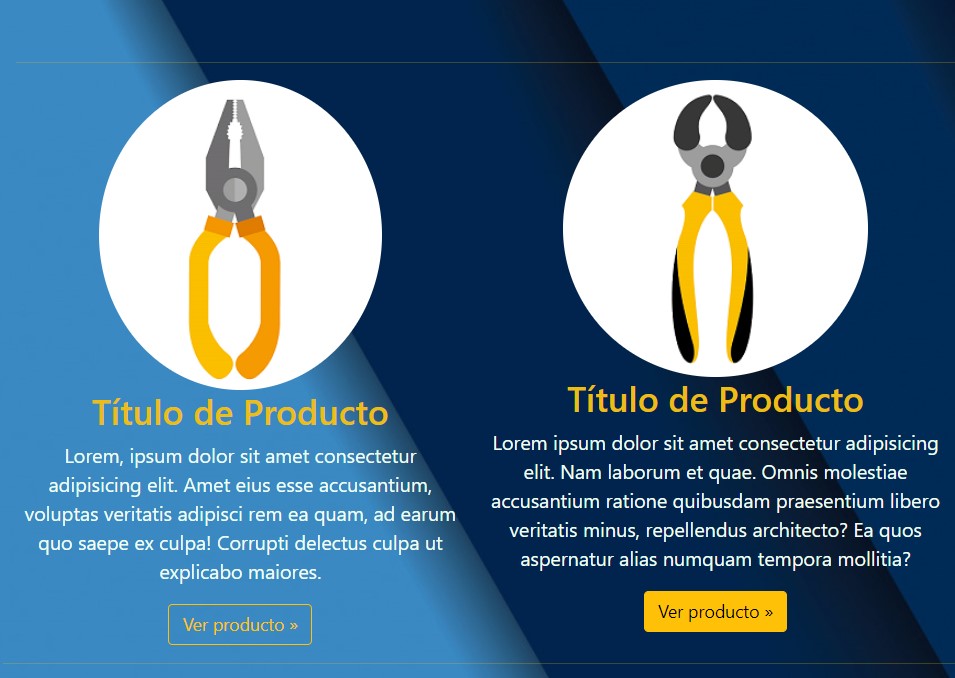 Título de Producto
Lorem, ipsum dolor sit amet consectetur
adipisicing elit. Amet eius esse accusantium,
voluptas veritatis adipisci rem ea quam, ad earum
quo saepe ex culpa! Corrupti delectus culpa ut
explicabo maiores.
Ver producto »
Título de Producto
Lorem ipsum dolor sit amet consectetur adipisicing
elit. Nam laborum et quae. Omnis molestiae
accusantium ratione quibusdam praesentium libero
veritatis minus, repellendus architecto? Ea quos
aspernatur alias numquam tempora mollitia?
Ver producto »